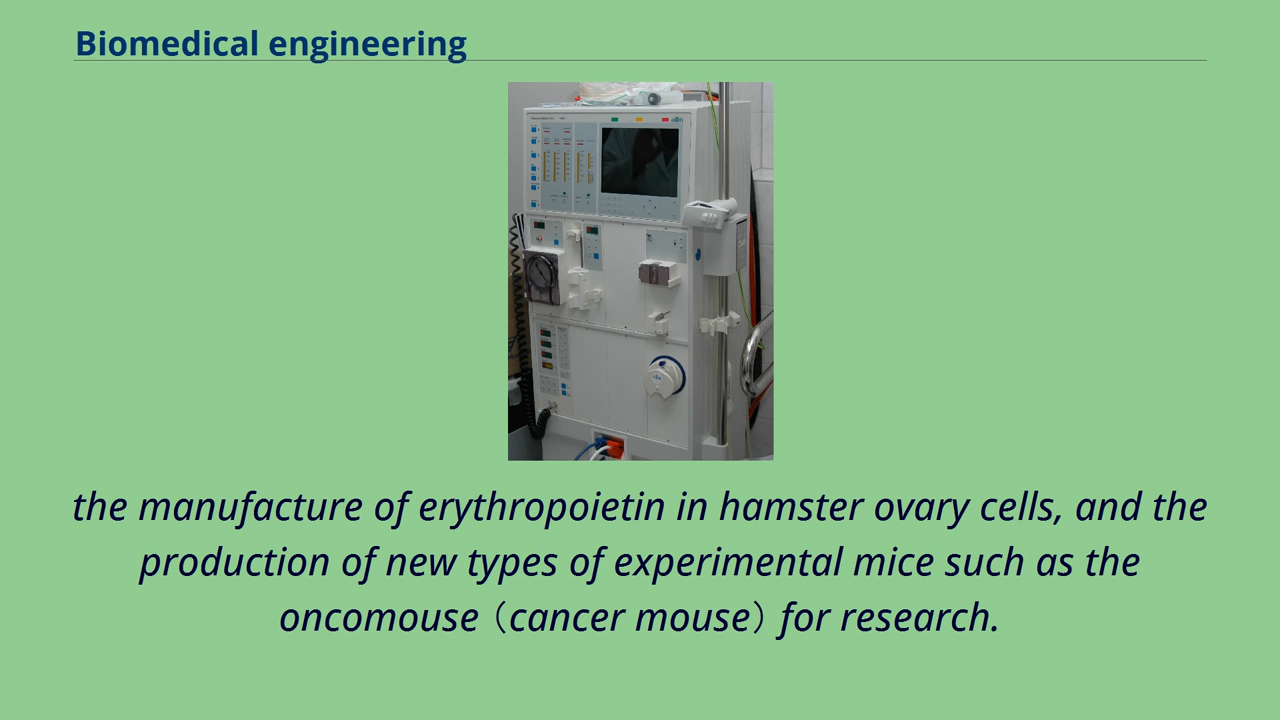 Biomedical engineering
the manufacture of erythropoietin in hamster ovary cells, and the
production of new types of experimental mice such as the
oncomouse（cancer mouse）for research.